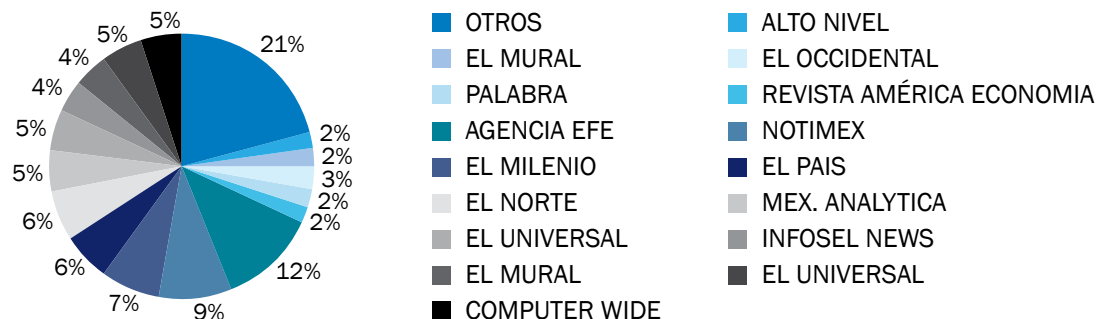 5%
5%
21%
4%
4%
2%
5%
2%
3%
5%
2%
2%
6%
12%
6%
7%
9%
OTROS
ALTO NIVEL
EL MURAL
EL OCCIDENTAL
PALABRA
REVISTA AMÉRICA ECONOMIA
AGENCIA EFE
NOTIMEX
EL MILENIO
EL PAIS
EL NORTE
MEX. ANALYTICA
EL UNIVERSAL
INFOSEL NEWS
EL MURAL
EL UNIVERSAL
COMPUTER WIDE